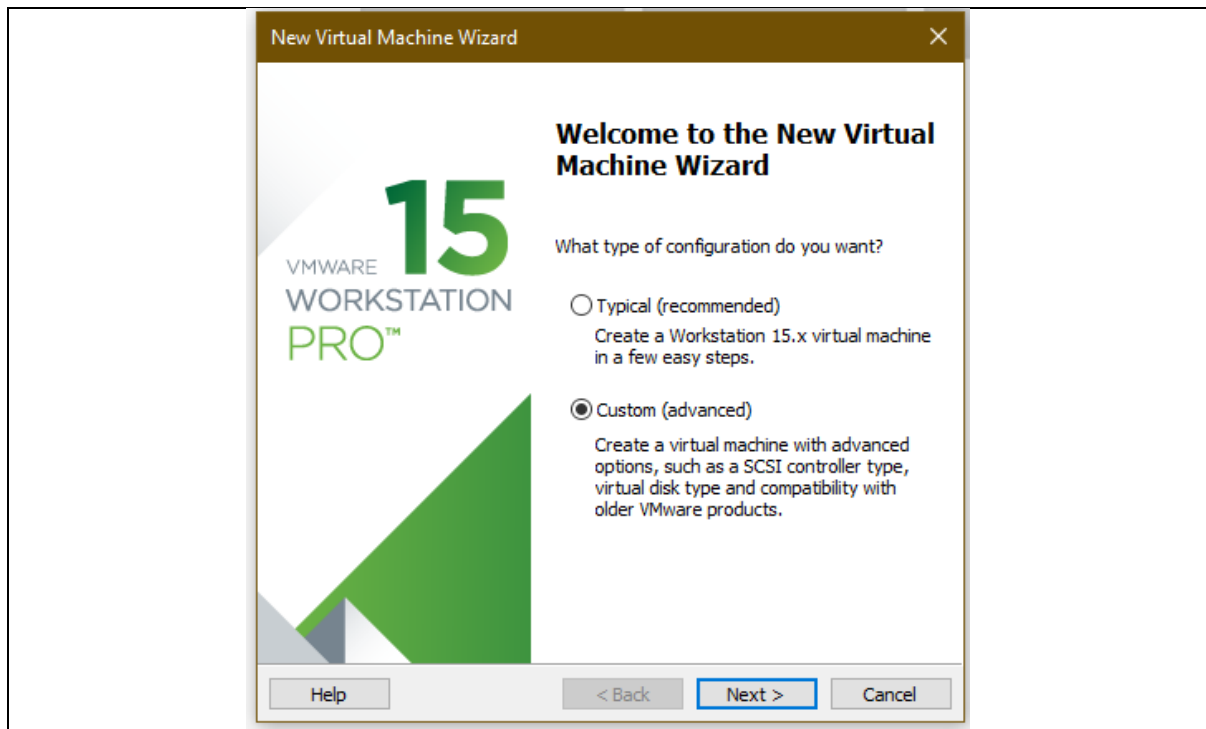 New Virtual Machine Wizard
Welcome to the New Virtual
Machine Wizard
What type of configuration do you want?
15
VMWARE
WORKSTATION
PRO™
Typical (recommended)
Create a Workstation 15.x virtual machine
in a few easy steps.
Custom (advanced)
Create a virtual machine with advanced
options, such as a SCSI controller type,
virtual disk type and compatibility with
older VMware products.
Help
< Back
Next >
Cancel